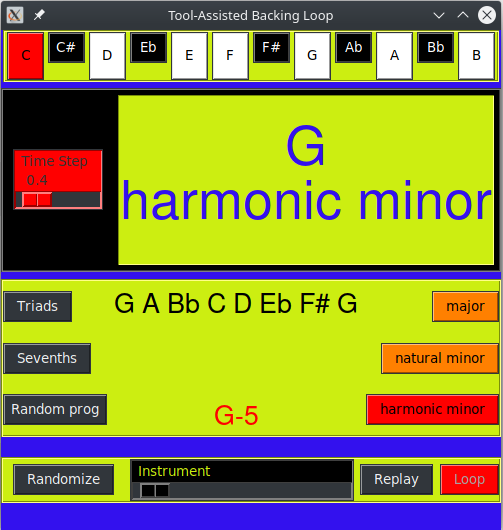 Tool-Assisted Backing Loop
C C# D Eb E F F# G Ab A Bb B
Time Step
0.4
G
harmonic minor
Triads
G A Bb C D Eb F# G
major
Sevenths
natural minor
Random prog
G-5
harmonic minor
Randomize
Instrument
Replay
Loop